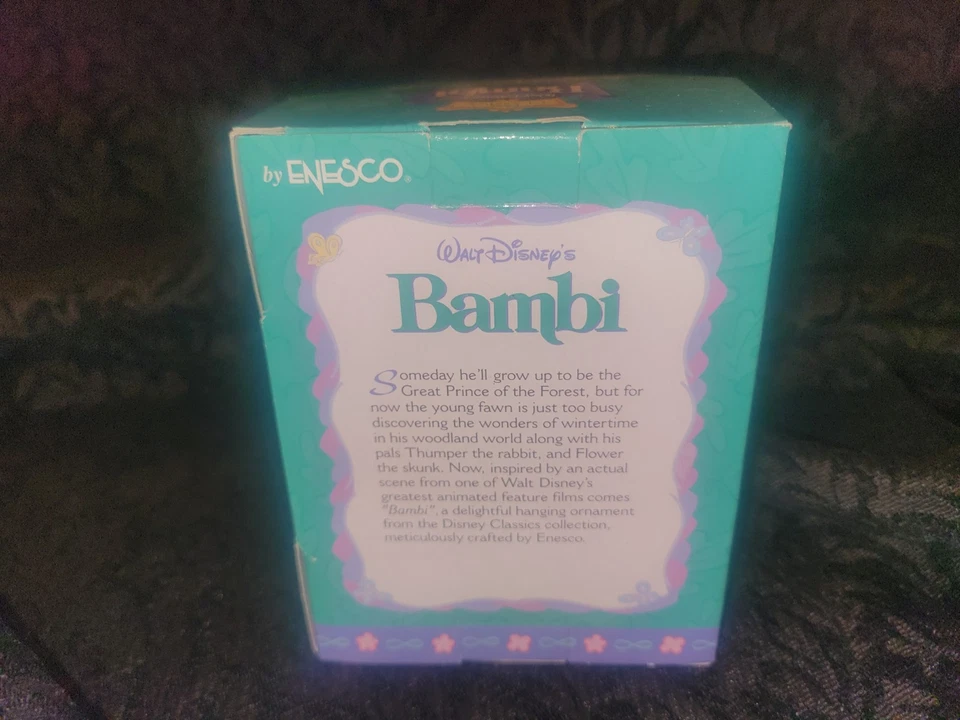 by ENESCO®
WALT DISNEY'S
Bambi
Someday he'll grow up to be the
Great Prince of the Forest, but for
now the young fawn is just too busy
discovering the wonders of wintertime
in his woodland world along with his
pals Thumper the rabbit, and Flower
the skunk. Now, inspired by an actual
scene from one of Walt Disney's
greatest animated feature films comes
"Bambi", a delightful hanging ornament
from the Disney Classics collection,
meticulously crafted by Enesco.